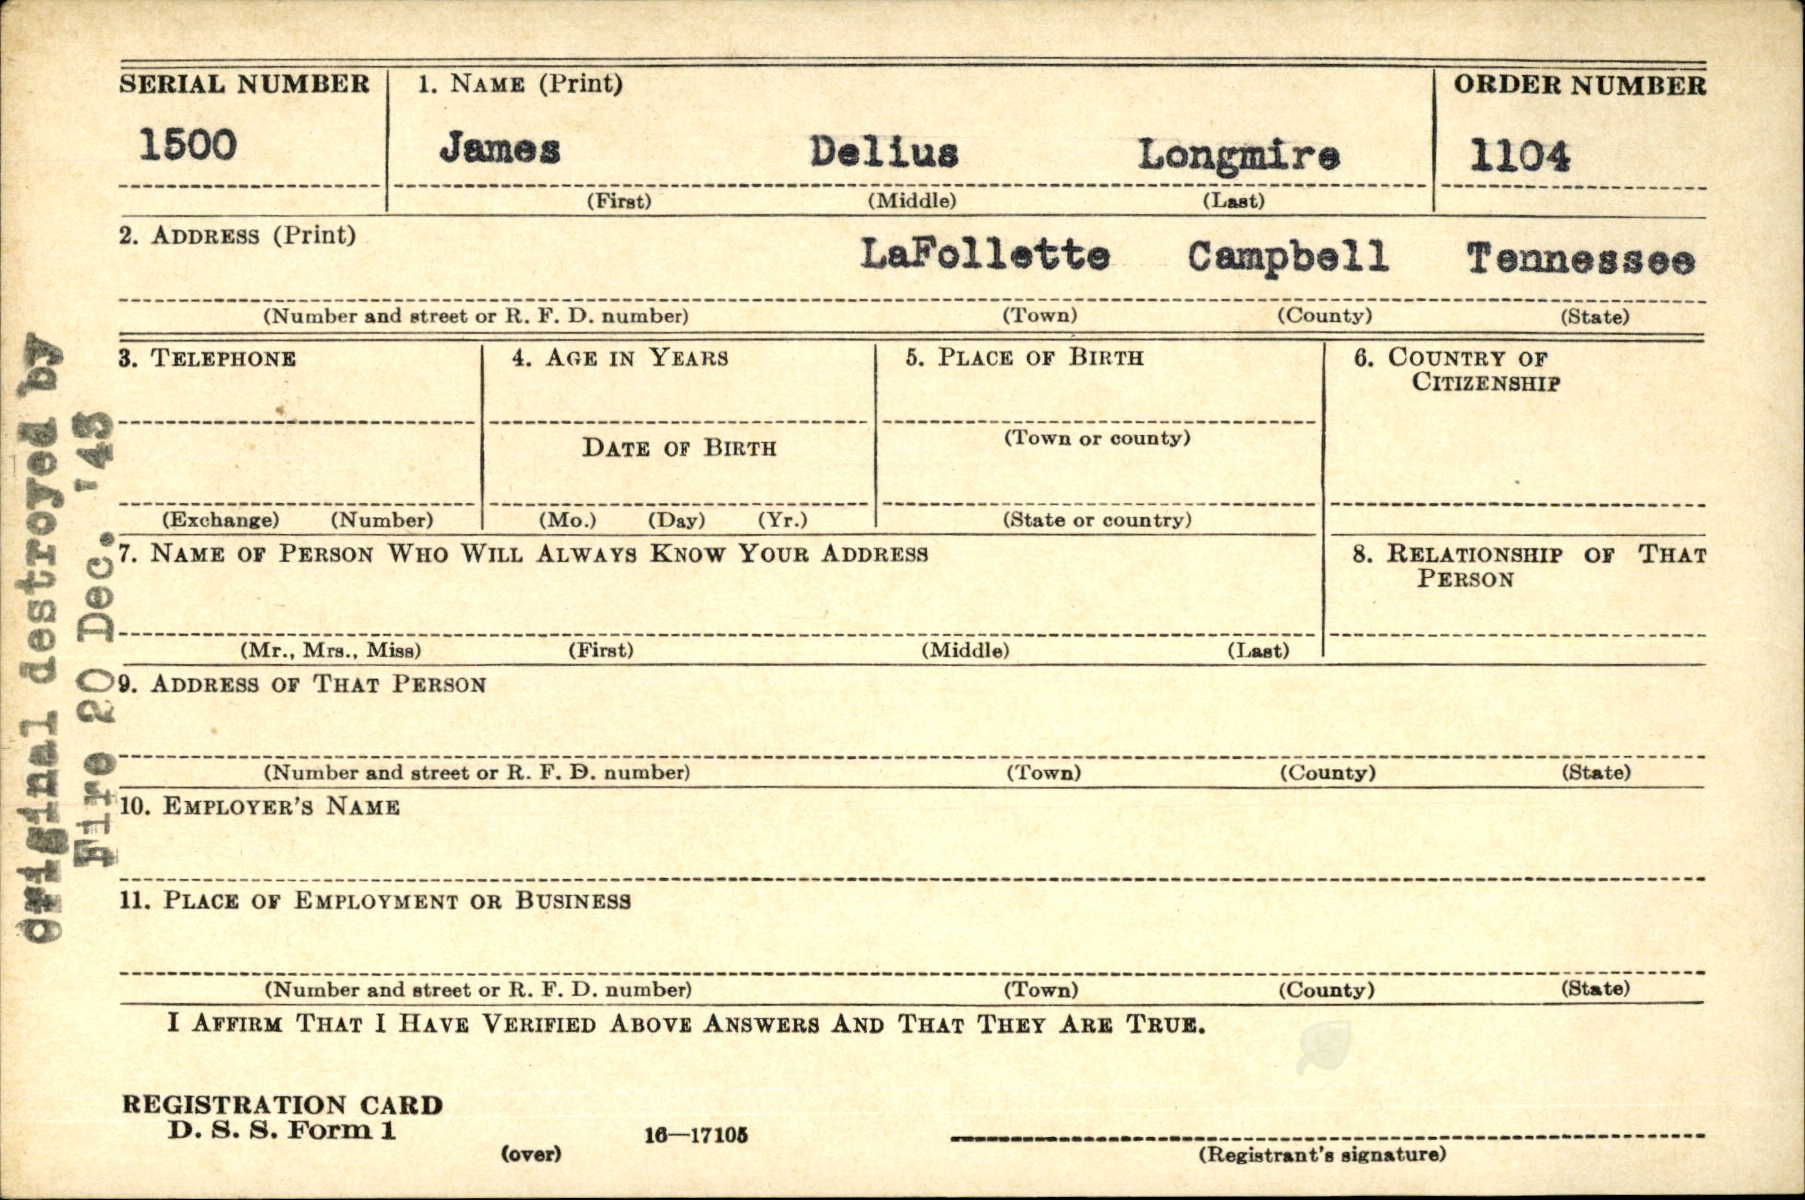 SERIAL NUMBER 1. NAME (Print) ORDER NUMBER
1500 James Delius Longmire 1104
(First) (Middle) (Last)
2. ADDRESS (Print)
LaFollette Campbell Tennessee
(Number and street or R. F. D. number) (Town) (County) (State)
3. TELEPHONE 4. AGE IN YEARS 5. PLACE OF BIRTH 6. COUNTRY OF
CITIZENSHIP
(Town or county)
DATE OF BIRTH
(Exchange) (Number) (Mo.) (Day) (Yr.) (State or country)
7. NAME OF PERSON WHO WILL ALWAYS KNOW YOUR ADDRESS 8. RELATIONSHIP OF THAT
PERSON
(Mr., Mrs., Miss) (First) (Middle) (Last)
9. ADDRESS OF THAT PERSON
(Number and street or R. F. D. number) (Town) (County) (State)
10. EMPLOYER'S NAME
11. PLACE OF EMPLOYMENT OR BUSINESS
(Number and street or R. F. D. number) (Town) (County) (State)
I AFFIRM THAT I HAVE VERIFIED ABOVE ANSWERS AND THAT THEY ARE TRUE.
REGISTRATION CARD
D. S. S. Form 1
(over) 16—17105
(Registrant's signature)
original destroyed by
Fire 20 Dec. '43